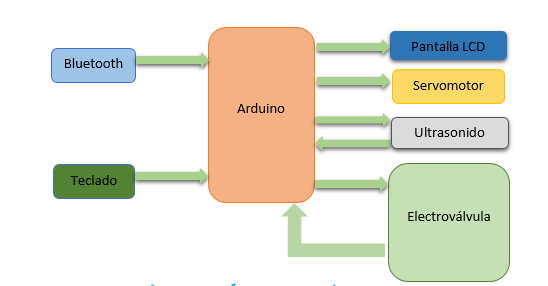 Pantalla LCD
Bluetooth
Servomotor
Arduino
Ultrasonido
Teclado
Electroválvula